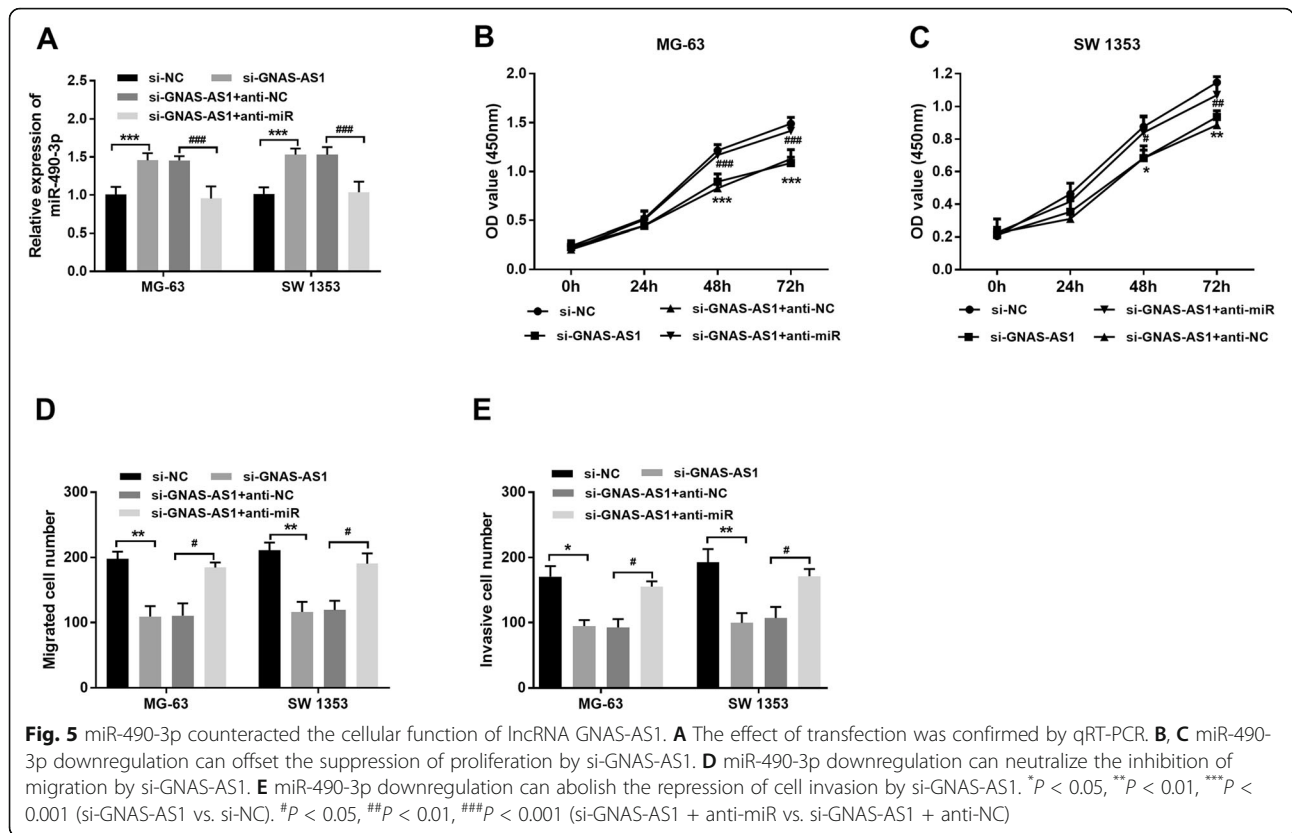 A
si-NC si-GNAS-AS1
si-GNAS-AS1+anti-NC
si-GNAS-AS1+anti-miR
Relative expression of
miR-490-3p
2.5
2.0
1.5
1.0
0.5
0.0
*** ### *** ###
MG-63 SW 1353
B
MG-63
OD value (450nm)
2.0
1.5
1.0
0.5
0.0
###
***
###
***
0h 24h 48h 72h
si-NC si-GNAS-AS1+anti-NC
si-GNAS-AS1 si-GNAS-AS1+anti-miR
C
SW 1353
OD value (450nm)
1.2
1.0
0.8
0.6
0.4
0.2
0.0
#
*
##
**
0h 24h 48h 72h
si-NC si-GNAS-AS1+anti-miR
si-GNAS-AS1 si-GNAS-AS1+anti-NC
D
si-NC si-GNAS-AS1
si-GNAS-AS1+anti-NC
si-GNAS-AS1+anti-miR
Migrated cell number
300
200
100
0
** # ** #
MG-63 SW 1353
E
si-NC si-GNAS-AS1
si-GNAS-AS1+anti-NC
si-GNAS-AS1+anti-miR
Invasive cell number
300
200
100
0
* # ** #
MG-63 SW 1353
Fig. 5 miR-490-3p counteracted the cellular function of lncRNA GNAS-AS1. A The effect of transfection was confirmed by qRT-PCR. B, C miR-490-
3p downregulation can offset the suppression of proliferation by si-GNAS-AS1. D miR-490-3p downregulation can neutralize the inhibition of
migration by si-GNAS-AS1. E miR-490-3p downregulation can abolish the repression of cell invasion by si-GNAS-AS1. *P < 0.05, **P < 0.01, ***P <
0.001 (si-GNAS-AS1 vs. si-NC). #P < 0.05, ##P < 0.01, ###P < 0.001 (si-GNAS-AS1 + anti-miR vs. si-GNAS-AS1 + anti-NC)